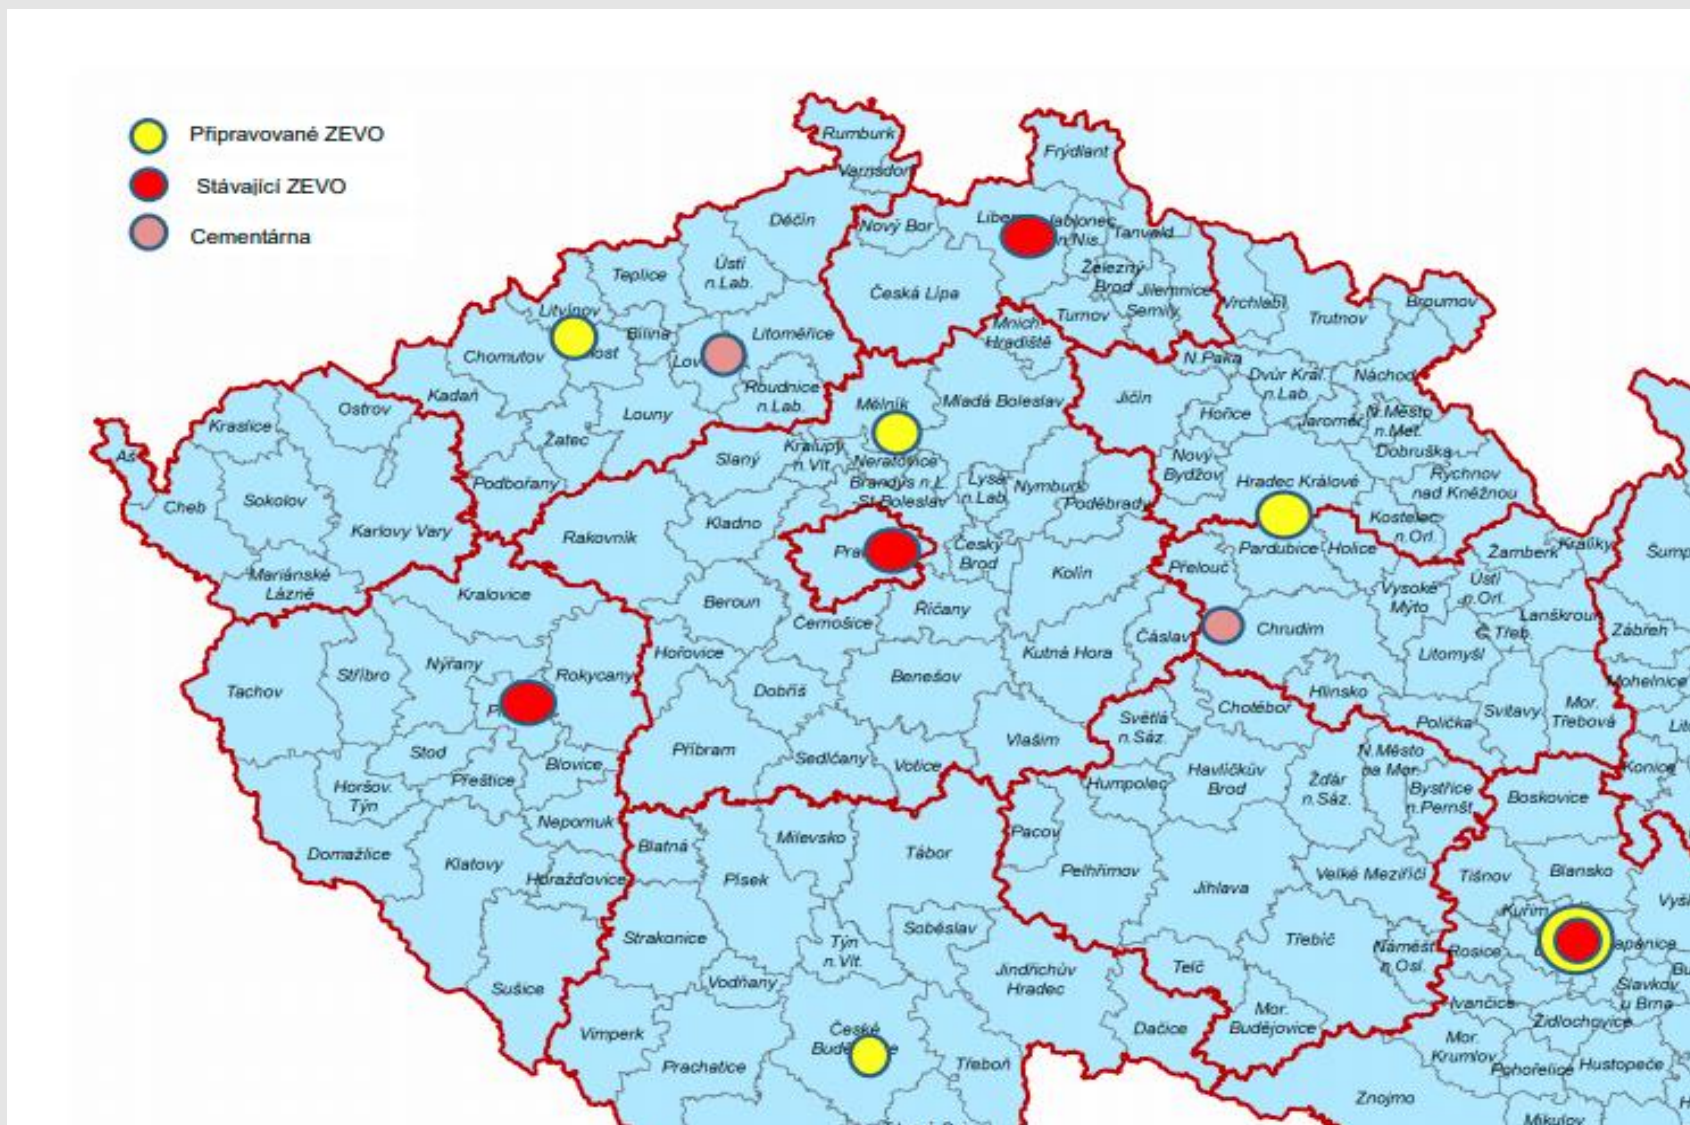 Připravované ZEVO
Stávající ZEVO
Cementárna
Rumburk
Varnsdorf
Frýdlant
Děčín
Nový Bor
Jablonec
n.Nis.
Tanvald
Teplice
Ústí
n.Lab.
Česká Lípa
Železný
Brod
Jilemnice
Semily
Turnov
Vrchlabí
Trutnov
Broumov
Litvínov
Bílina
Litoměřice
Mnich.
Hradiště
Chomutov
Lov
Roudnice
n.Lab.
N.Paka
Dvůr Král.
n.Lab.
Náchod
Kadaň
Ostrov
Kraslice
Louny
Mělník
Mladá Boleslav
Jičín
Hořice
Jaroměř
N.Město
n.Met.
Dobruška
Aš
Žatec
Kralupy
n.Vlt.
Slaný
Neratovice
Brandýs n.L.
-St.Boleslav
Lysá
n.Lab.
Nymburk
Poděbrady
Nový
Bydžov
Hradec Králové
Rychnov
nad Kněžnou
Podbořany
Cheb
Sokolov
Karlovy Vary
Rakovník
Kladno
Český
Brod
Kolín
Přelouč
Pardubice
Holice
Kostelec
n.Orl.
Žamberk
Králíky
Mariánské
Lázně
Kralovice
Beroun
Říčany
Černošice
Čáslav
Chrudim
Vysoké
Mýto
Ústí
n.Orl.
Č.Třeb.
Lanškroun
Zábřeh
Tachov
Stříbro
Nýřany
Rokycany
Hořovice
Dobříš
Benešov
Kutná Hora
Litomyšl
Hlinsko
Mohelnice
Světlá
n.Sáz.
Chotěboř
Polička
Svitavy
Mor.
Třebová
Stod
Přeštice
Blovice
Příbram
Sedlčany
Votice
Vlašim
Humpolec
Havlíčkův
Brod
Žďár
n.Sáz.
N.Město
na Mor.
Bystřice
n.Pernšt.
Boskovice
Konice
Horšov.
Týn
Nepomuk
Domažlice
Klatovy
Horažďovice
Blatná
Písek
Milevsko
Tábor
Pacov
Pelhřimov
Jihlava
Velké Meziříčí
Tišnov
Blansko
Kuřim
Sušice
Strakonice
Týn
n.Vlt.
Soběslav
Vodňany
Jindřichův
Hradec
Telč
Třebíč
Náměšť
n.Osl.
Rosice
Slavkov
u Brna
Ivančice
Židlochovice
Vimperk
Prachatice
České
Třeboň
Dačice
Mor.
Budějovice
Mor.
Krumlov
Pohořelice
Hustopeče
Znojmo
Mikulov